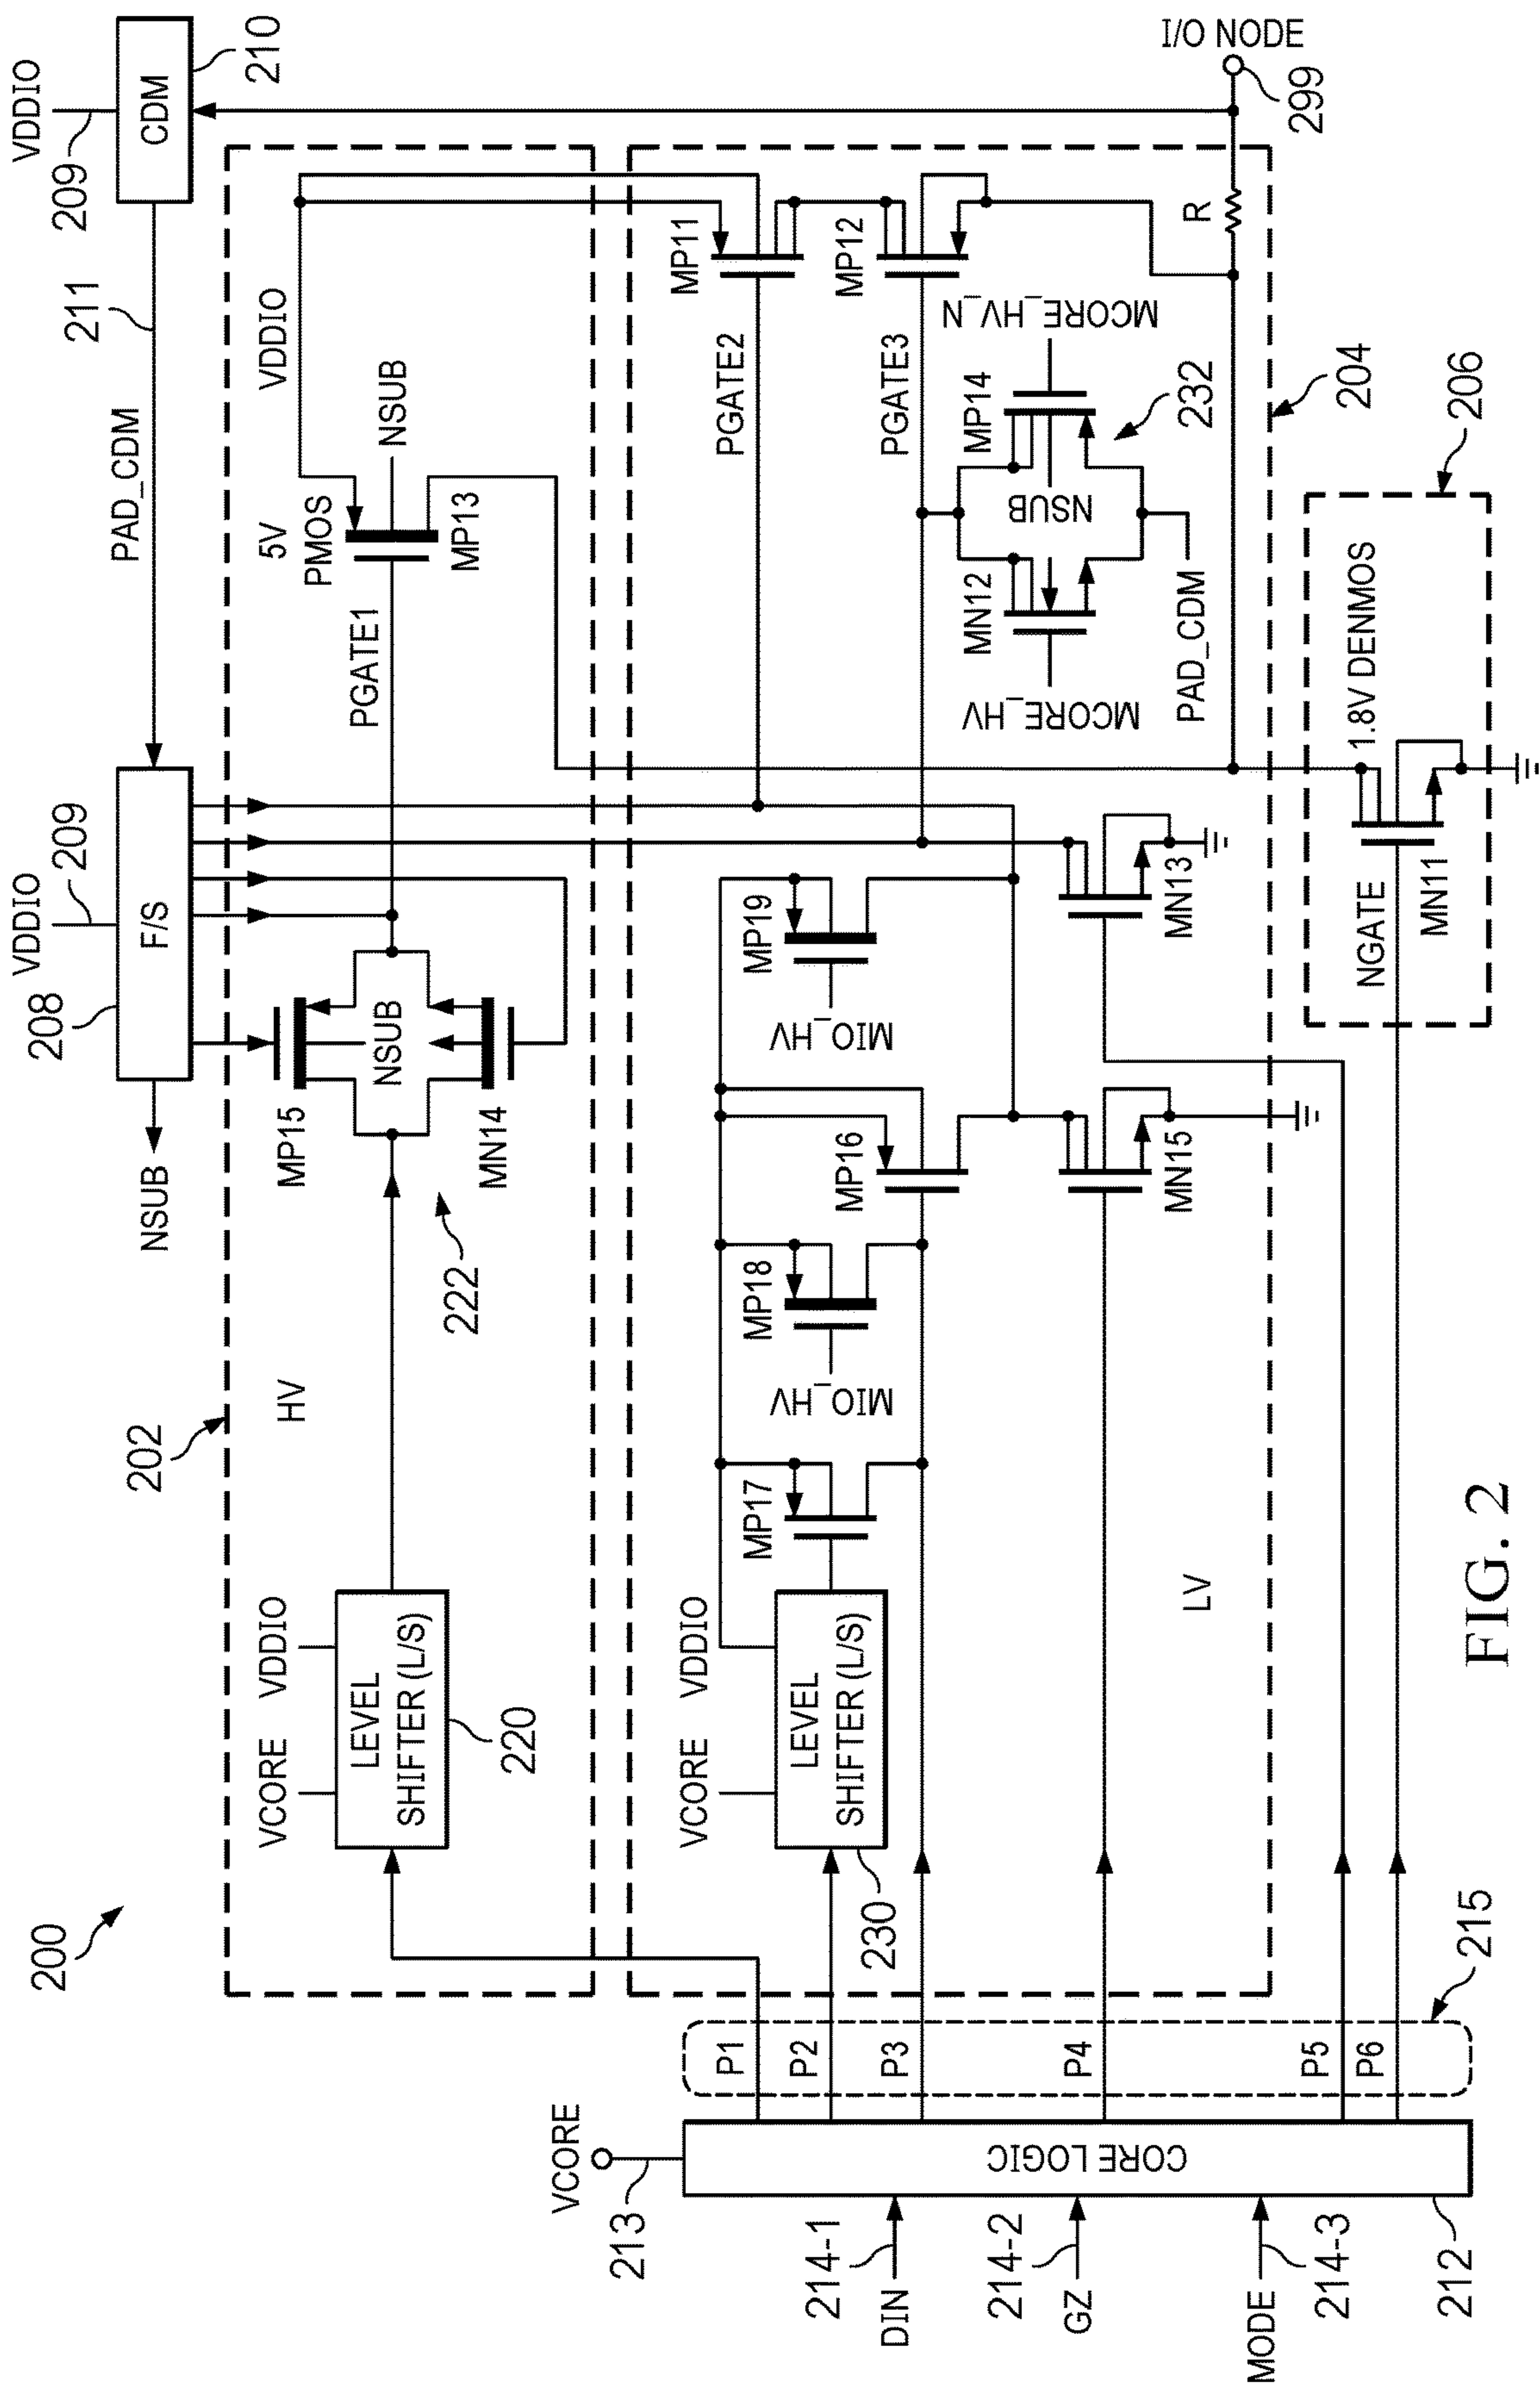 200
VCORE
213
214-1
DIN
214-2
GZ
MODE
214-3
212
CORE LOGIC
P1
P2
P3
P4
P5
P6
215
202
HV
VCORE
VDDIO
LEVEL
SHIFTER (L/S)
220
222
MP15
NSUB
MN14
NSUB
208
VDDIO
209
F/S
PAD_CDM
211
VDDIO
209
CDM
210
PGATE1
5V
PMOS
MP13
NSUB
VDDIO
VCORE
VDDIO
LEVEL
SHIFTER (L/S)
230
MP17
MIO_HV
MP18
MP16
MIO_HV
MP19
MN15
MN13
LV
PGATE2
MP11
PGATE3
MP12
MCORE_HV
MN12
NSUB
MP14
MCORE_HV_N
PAD_CDM
232
R
I/O NODE
299
204
206
1.8V DENMOS
NGATE
MN11
FIG. 2